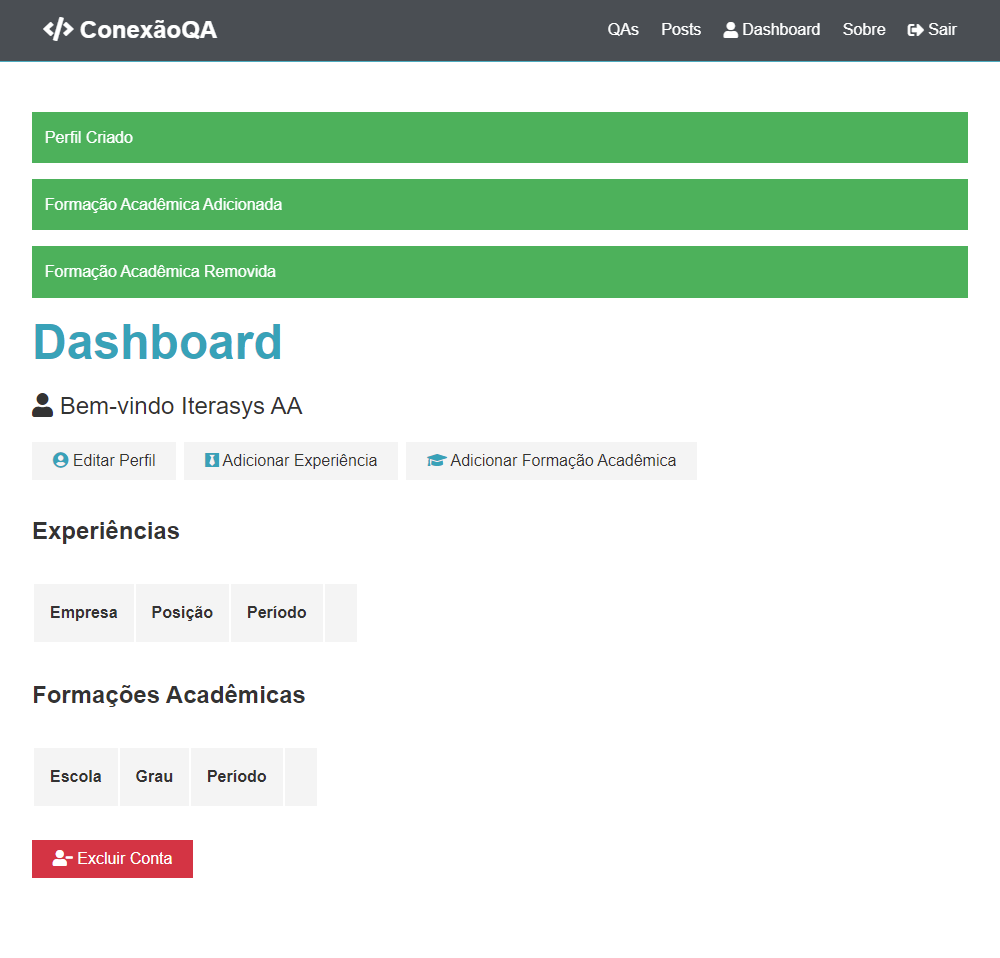 ConexãoQA
QAs Posts Dashboard Sobre Sair
Perfil Criado
Formação Acadêmica Adicionada
Formação Acadêmica Removida
Dashboard
Bem-vindo Iterasys AA
Editar Perfil Adicionar Experiência Adicionar Formação Acadêmica
Experiências
Empresa Posição Período
Formações Acadêmicas
Escola Grau Período
Excluir Conta